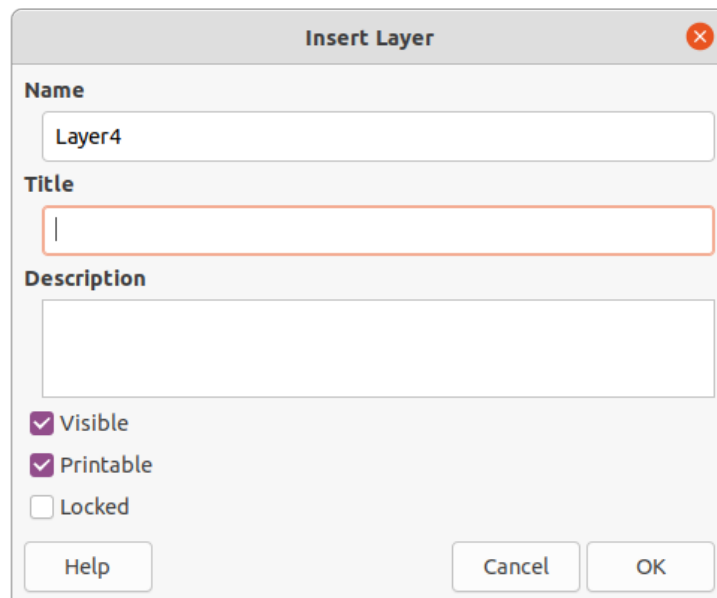 Insert Layer
Name
Layer4
Title
Description
Visible
Printable
Locked
Help Cancel OK